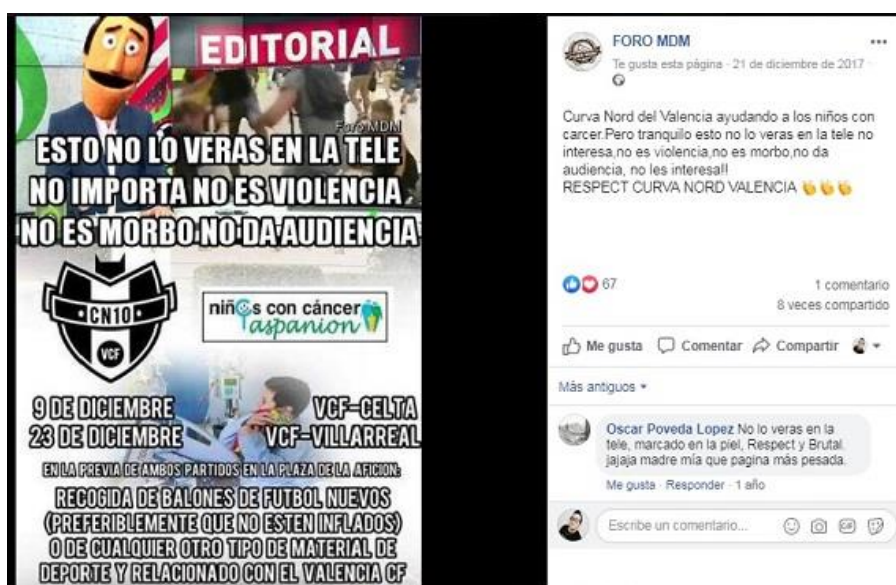 EDITORIAL
Foro MDM
ESTO NO LO VERAS EN LA TELE
NO IMPORTA NO ES VIOLENCIA
NO ES MORBO NO DA AUDIENCIA
·CN10·
VCF
niños con cáncer
aspanion
9 DE DICIEMBRE VCF-CELTA
23 DE DICIEMBRE VCF-VILLARREAL
EN LA PREVIA DE AMBOS PARTIDOS EN LA PLAZA DE LA AFICION:
RECOGIDA DE BALONES DE FUTBOL NUEVOS
(PREFERIBLEMENTE QUE NO ESTEN INFLADOS)
O DE CUALQUIER OTRO TIPO DE MATERIAL DE
DEPORTE Y RELACIONADO CON EL VALENCIA CF
FORO MDM
Te gusta esta página · 21 de diciembre de 2017 ·
Curva Nord del Valencia ayudando a los niños con
carcer.Pero tranquilo esto no lo veras en la tele no
interesa,no es violencia,no es morbo,no da
audiencia, no les interesa!!
RESPECT CURVA NORD VALENCIA 👏👏👏
67
1 comentario
8 veces compartido
Me gusta Comentar Compartir
Más antiguos
Oscar Poveda Lopez No lo veras en la
tele, marcado en la piel, Respect y Brutal.
jajaja madre mía que pagina más pesada.
Me gusta · Responder · 1 año
Escribe un comentario...
GIF